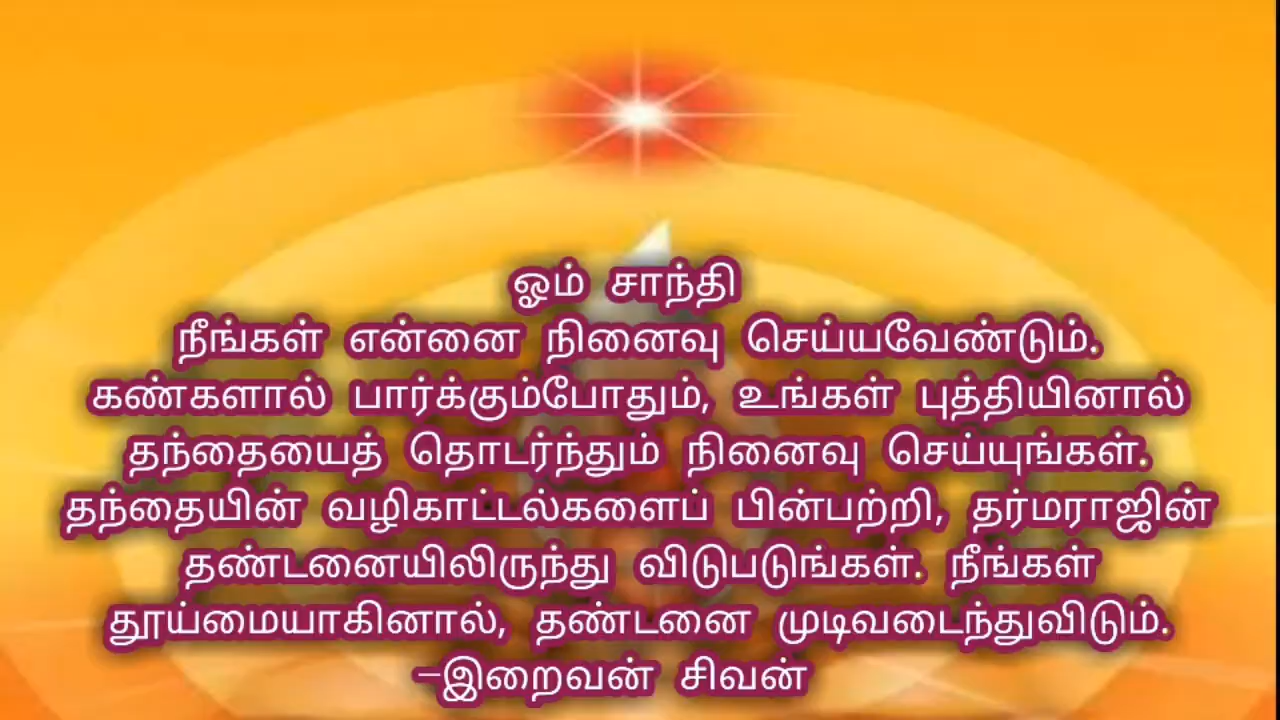 ஓம் சாந்தி
நீங்கள் என்னை நினைவு செய்யவேண்டும்.
கண்களால் பார்க்கும்போதும், உங்கள் புத்தியினால்
தந்தையைத் தொடர்ந்தும் நினைவு செய்யுங்கள்.
தந்தையின் வழிகாட்டல்களைப் பின்பற்றி, தர்மராஜின்
தண்டனையிலிருந்து விடுபடுங்கள். நீங்கள்
தூய்மையாகினால், தண்டனை முடிவடைந்துவிடும்.
–இறைவன் சிவன்